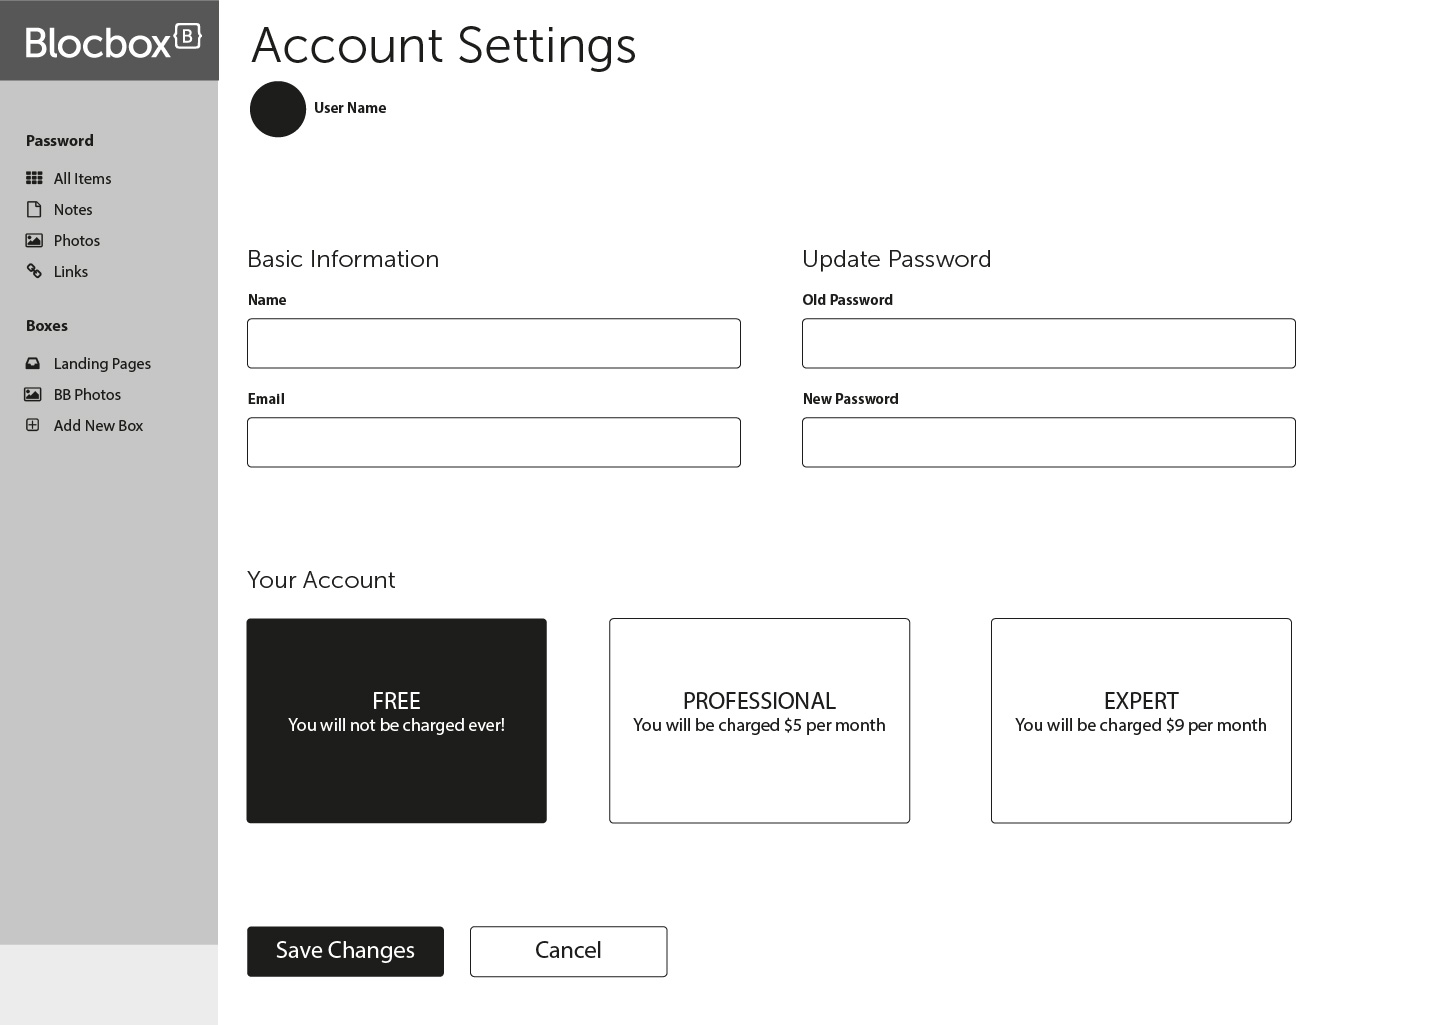 Blocbox B
Account Settings
User Name
Password
All Items
Notes
Photos
Links
Boxes
Landing Pages
BB Photos
Add New Box
Basic Information
Name
Email
Update Password
Old Password
New Password
Your Account
FREE
You will not be charged ever!
PROFESSIONAL
You will be charged $5 per month
EXPERT
You will be charged $9 per month
Save Changes
Cancel